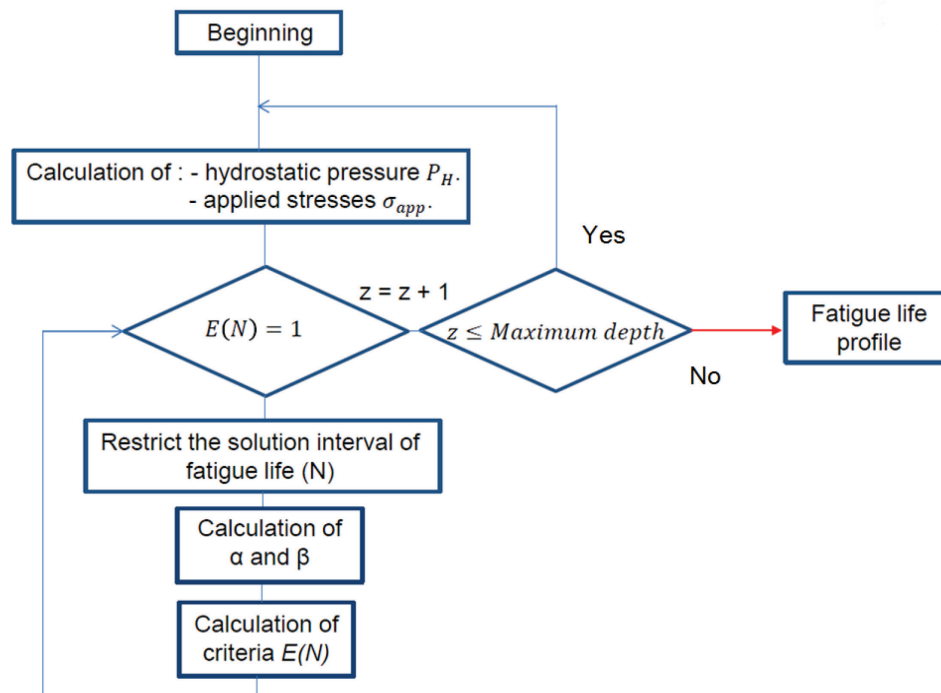 Beginning
Calculation of : - hydrostatic pressure P_H.
- applied stresses σ_app.
Yes
z = z + 1
E(N) = 1
z ≤ Maximum depth
Fatigue life
profile
No
Restrict the solution interval of
fatigue life (N)
Calculation of
α and β
Calculation of
criteria E(N)